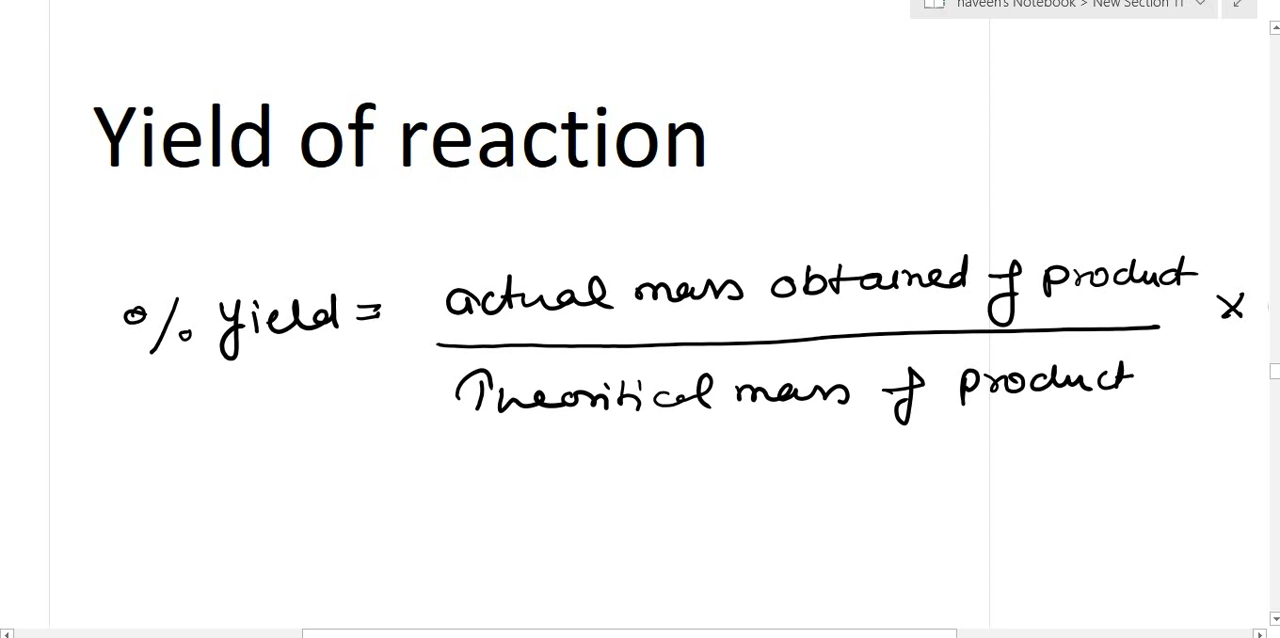 naveen's Notebook > New Section 11
Yield of reaction
% yield = actual mass obtained of product ×
Theoritical mass of product